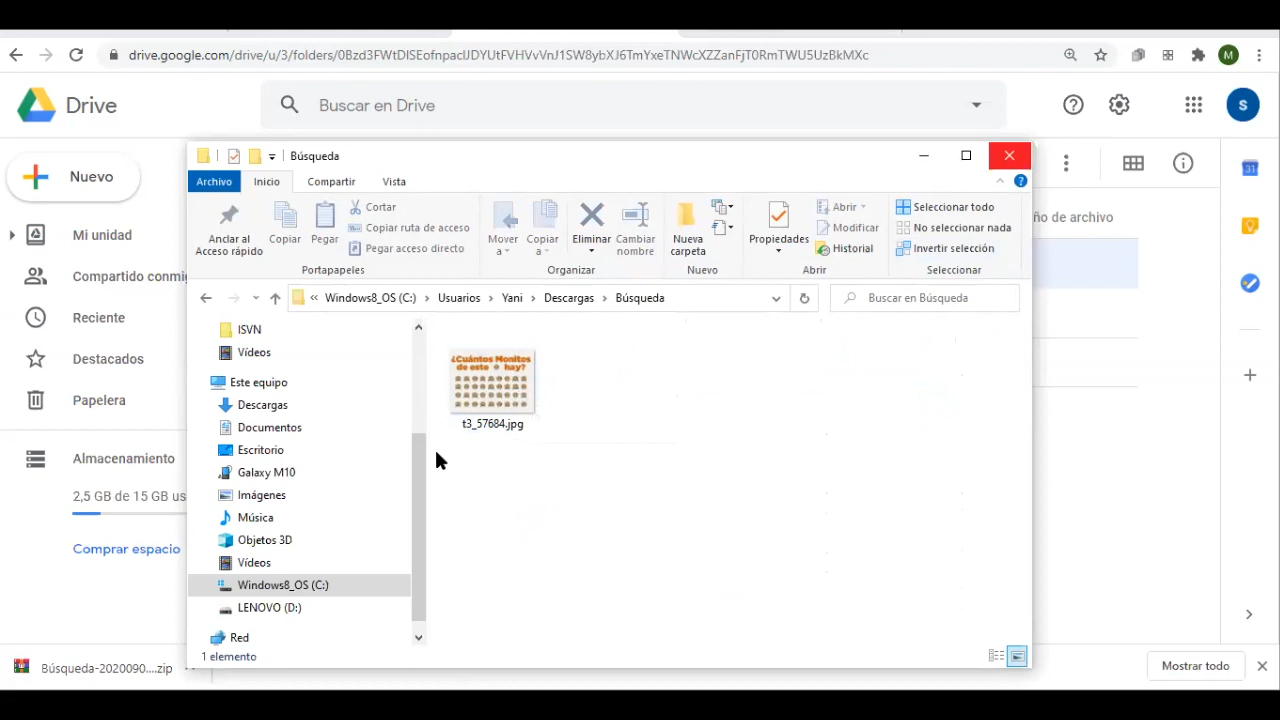 drive.google.com/drive/u/3/folders/0Bzd3FWtDlSEofnpaclJDYUtFVHVvVnJ1SW8ybXJ6TmYxeTNWcXZZanFjT0RmTWU5UzBkMXc
M
Drive
Buscar en Drive
S
Nuevo
Mi unidad
Compartido conmig
Reciente
Destacados
Papelera
Almacenamiento
2,5 GB de 15 GB us
Comprar espacio
ño de archivo
31
Búsqueda
Archivo
Inicio
Compartir
Vista
Anclar al
Acceso rápido
Copiar
Pegar
Cortar
Copiar ruta de acceso
Pegar acceso directo
Portapapeles
Mover
a
Copiar
a
Eliminar
Cambiar
nombre
Organizar
Nueva
carpeta
Nuevo
Propiedades
Abrir
Modificar
Historial
Abrir
Seleccionar todo
No seleccionar nada
Invertir selección
Seleccionar
« Windows8_OS (C:) Usuarios Yani Descargas Búsqueda
Buscar en Búsqueda
ISVN
Vídeos
Este equipo
Descargas
Documentos
Escritorio
Galaxy M10
Imágenes
Música
Objetos 3D
Vídeos
Windows8_OS (C:)
LENOVO (D:)
Red
¿Cuántos Monitos
de esto hay?
t3_57684.jpg
1 elemento
Búsqueda-2020090....zip
Mostrar todo